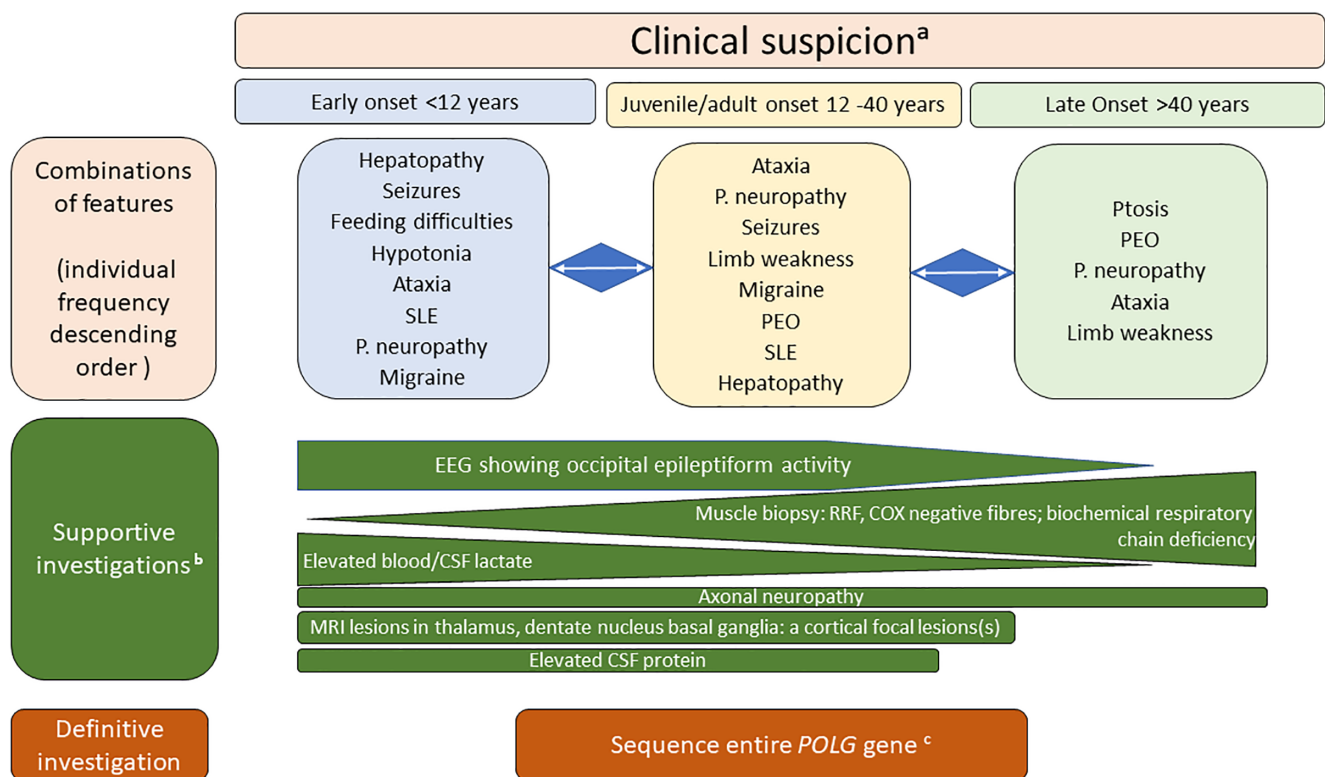 Clinical suspicionᵃ
Early onset <12 years
Juvenile/adult onset 12 -40 years
Late Onset >40 years
Combinations
of features
(individual
frequency
descending
order )
Hepatopathy
Seizures
Feeding difficulties
Hypotonia
Ataxia
SLE
P. neuropathy
Migraine
Ataxia
P. neuropathy
Seizures
Limb weakness
Migraine
PEO
SLE
Hepatopathy
Ptosis
PEO
P. neuropathy
Ataxia
Limb weakness
Supportive
investigations ᵇ
EEG showing occipital epileptiform activity
Muscle biopsy: RRF, COX negative fibres; biochemical respiratory
chain deficiency
Elevated blood/CSF lactate
Axonal neuropathy
MRI lesions in thalamus, dentate nucleus basal ganglia: a cortical focal lesions(s)
Elevated CSF protein
Definitive
investigation
Sequence entire POLG gene ᶜ